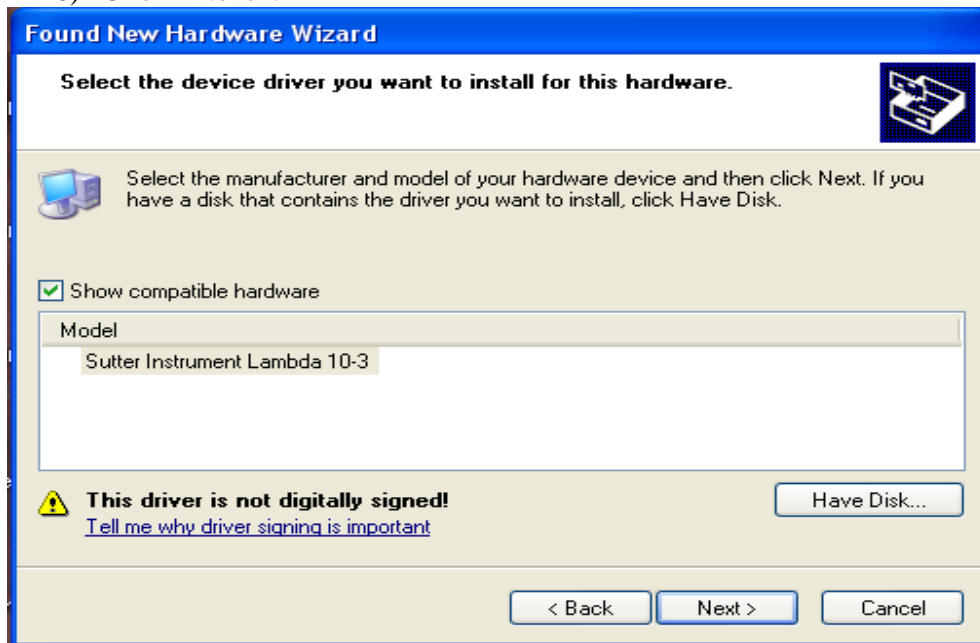 Found New Hardware Wizard
Select the device driver you want to install for this hardware.
Select the manufacturer and model of your hardware device and then click Next. If you
have a disk that contains the driver you want to install, click Have Disk.
Show compatible hardware
Model
Sutter Instrument Lambda 10-3
This driver is not digitally signed!
Have Disk...
Tell me why driver signing is important
< Back
Next >
Cancel